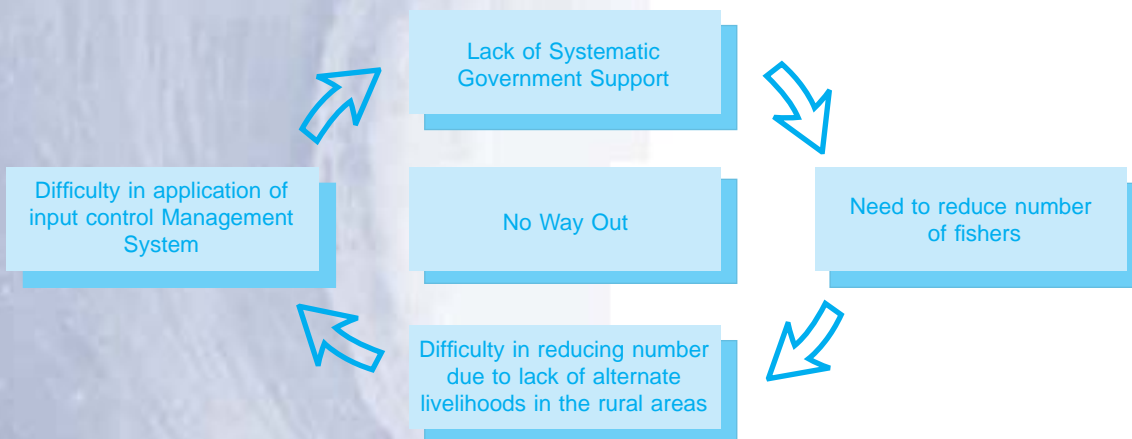 Lack of Systematic
Government Support
Difficulty in application of
input control Management
System
No Way Out
Need to reduce number
of fishers
Difficulty in reducing number
due to lack of alternate
livelihoods in the rural areas